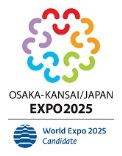 OSAKA-KANSAI/JAPAN
EXPO2025
World Expo 2025
Candidate